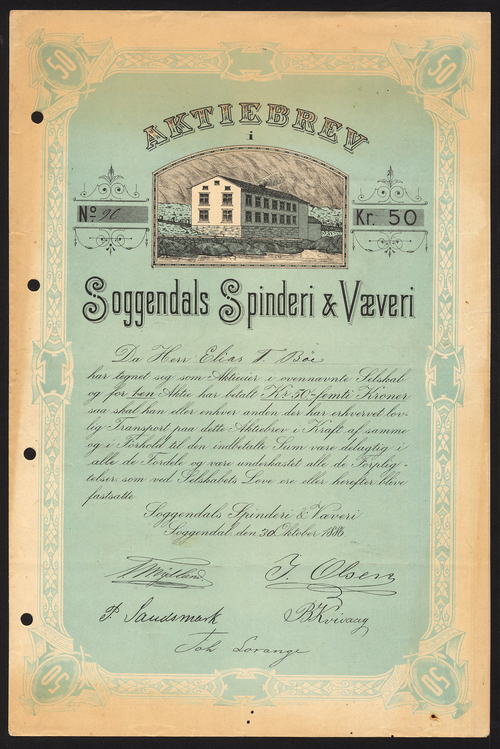 50 50
AKTIEBREV
i
No 90 Kr. 50
Soggendals Spinderi & Væveri
Da Herr Elias T. Bøe
har tegnet sig som Aktieeier i ovennævnte Selskab
og for hen Aktie har betalt Kr 50-femti Kroner
saa skal han eller enhver anden der har erhvervet lov-
lig Transport paa dette Aktiebrev i Kraft af samme
og i Forhold til den indbetalte Sum være delagtig i
alle de Fordele og være underkastet alle de Forplig-
telser som ved Selskabets Love ere eller herefter blive
fastsatte.
Soggendals Spinderi & Væveri
Soggendal, den 30 Oktober 1886
J. Olsen
P. Sandsmark B Kvivaag
Joh Lorange
50 50